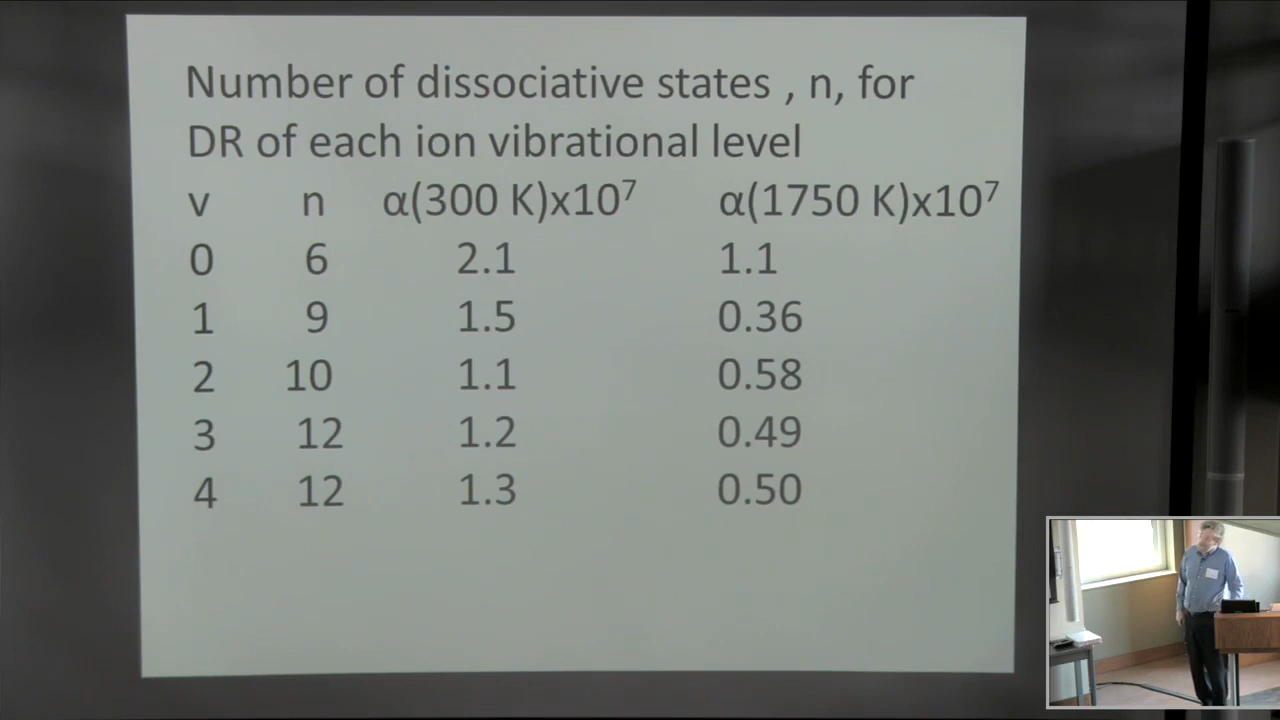 Number of dissociative states , n, for
DR of each ion vibrational level
v n α(300 K)x10⁷ α(1750 K)x10⁷
0 6 2.1 1.1
1 9 1.5 0.36
2 10 1.1 0.58
3 12 1.2 0.49
4 12 1.3 0.50